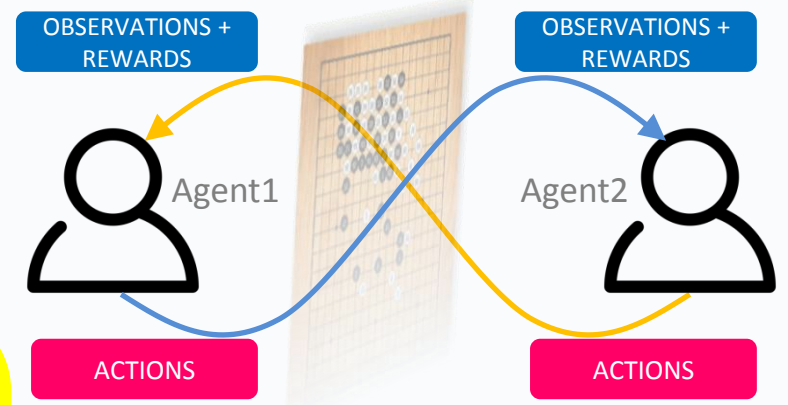 OBSERVATIONS +
REWARDS
OBSERVATIONS +
REWARDS
Agent1
Agent2
ACTIONS
ACTIONS